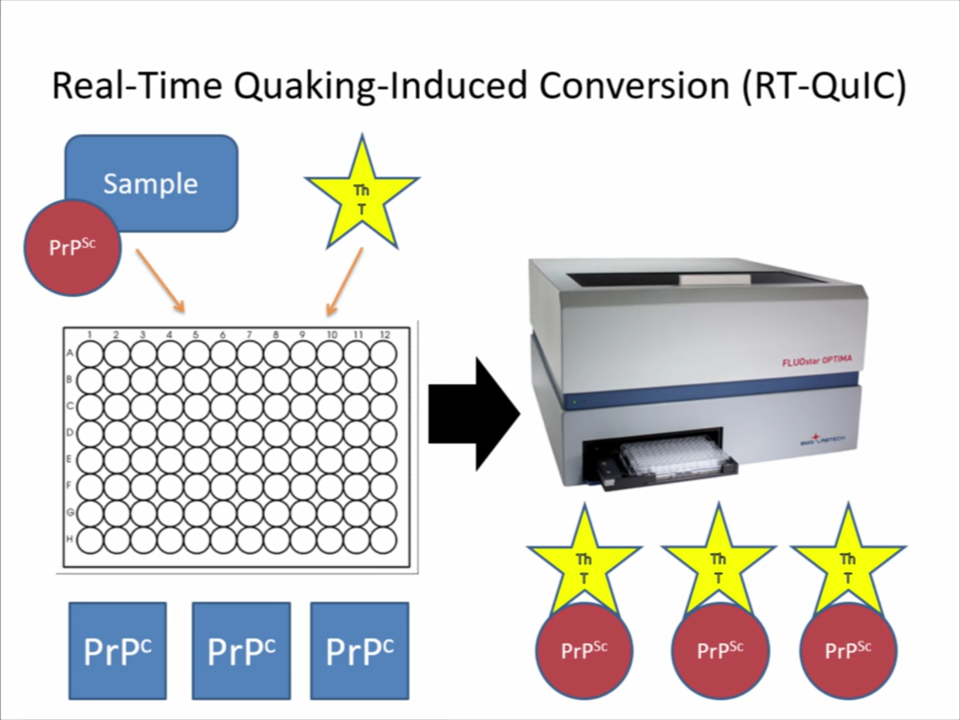 Real-Time Quaking-Induced Conversion (RT-QuIC)
Sample
PrPSc
Th
T
1 2 3 4 5 6 7 8 9 10 11 12
A
B
C
D
E
F
G
H
FLUOstar OPTIMA
BMG LABTECH
PrPc PrPc PrPc
Th Th Th
T T T
PrPSc PrPSc PrPSc